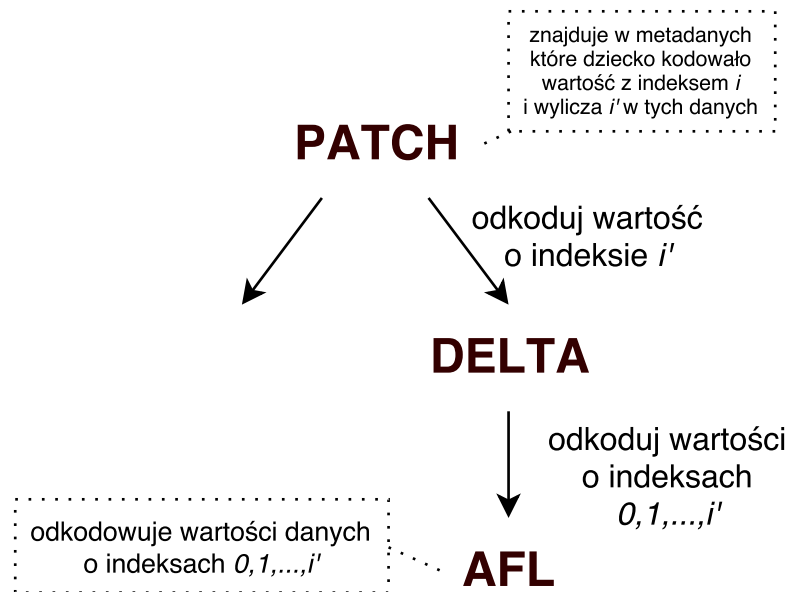 znajduje w metadanych
które dziecko kodowało
wartość z indeksem i
i wylicza i' w tych danych
PATCH
odkoduj wartość
o indeksie i'
DELTA
odkoduj wartości
o indeksach
0,1,...,i'
odkodowuje wartości danych
o indeksach 0,1,...,i'
AFL